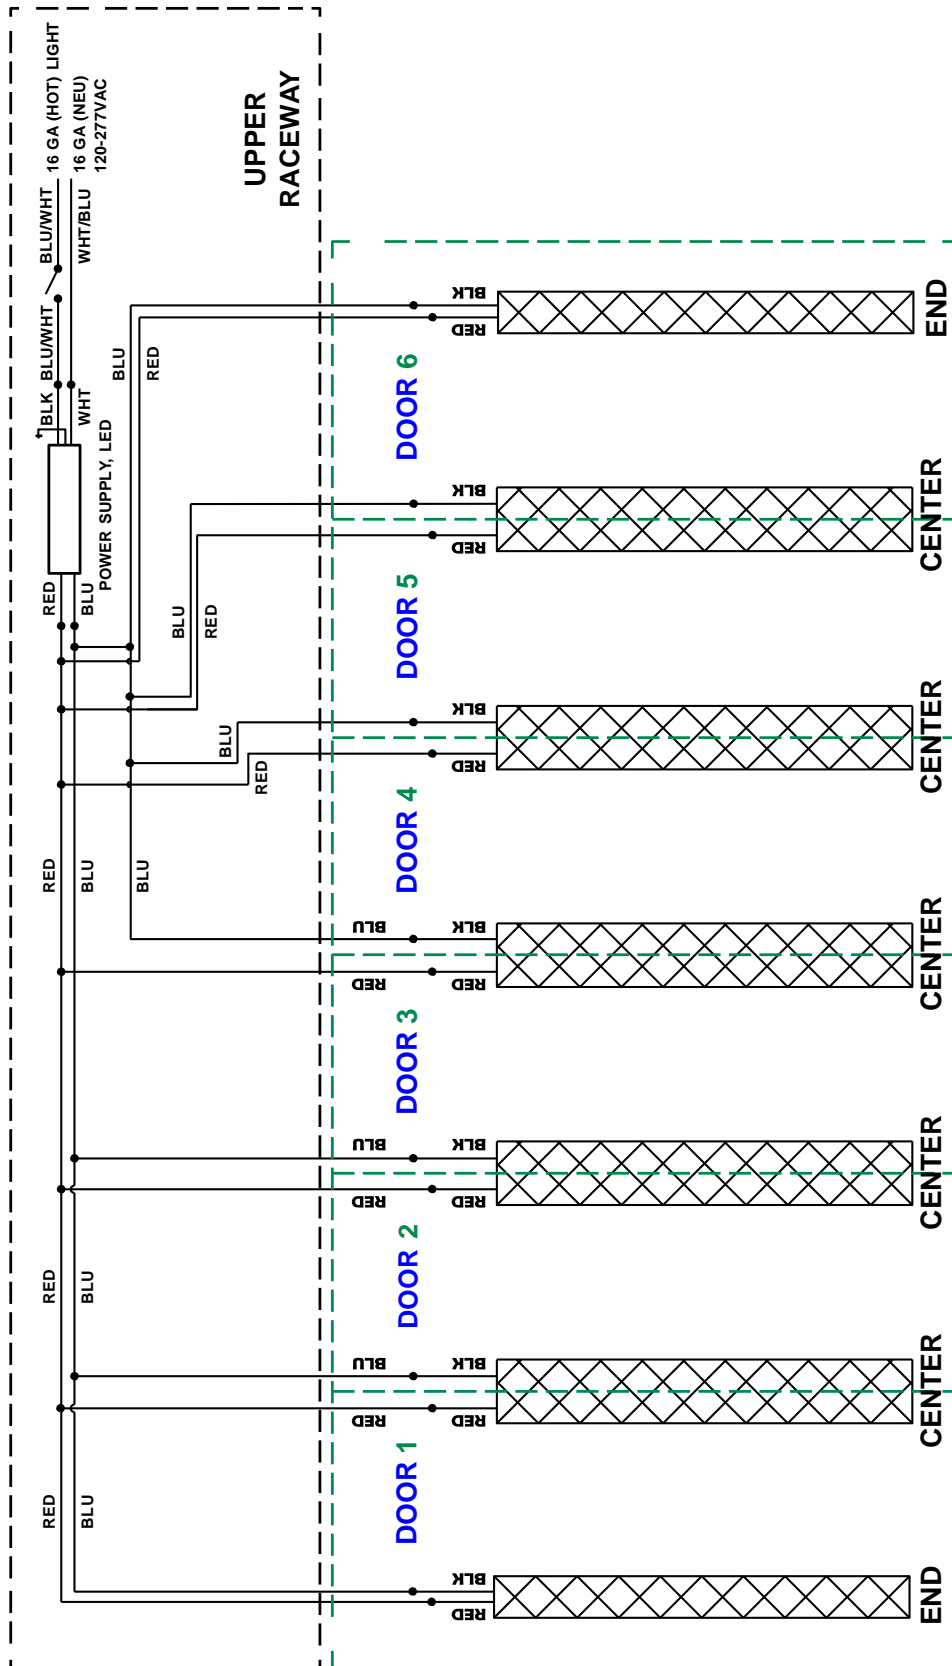 16 GA (HOT) LIGHT
16 GA (NEU)
120-277VAC
BLU/WHT
WHT/BLU
BLU/WHT
BLK
WHT
POWER SUPPLY, LED
UPPER
RACEWAY
RED
BLU
BLU
RED
BLU
RED
BLU
RED
RED
BLU
BLU
RED
BLU
RED
BLU
BLK
RED
END
DOOR 6
BLK
RED
CENTER
DOOR 5
BLK
RED
CENTER
DOOR 4
BLU
BLK
RED
RED
CENTER
DOOR 3
BLU
BLK
RED
RED
CENTER
DOOR 2
BLU
BLK
RED
RED
CENTER
DOOR 1
BLK
RED
END